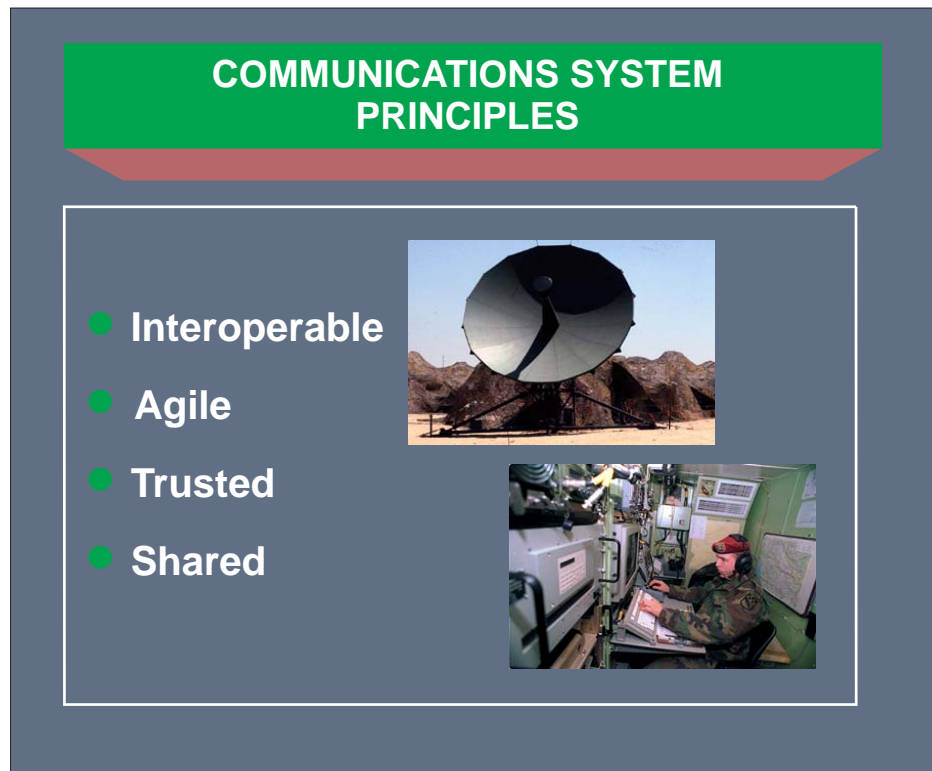 COMMUNICATIONS SYSTEM
PRINCIPLES
Interoperable
Agile
Trusted
Shared